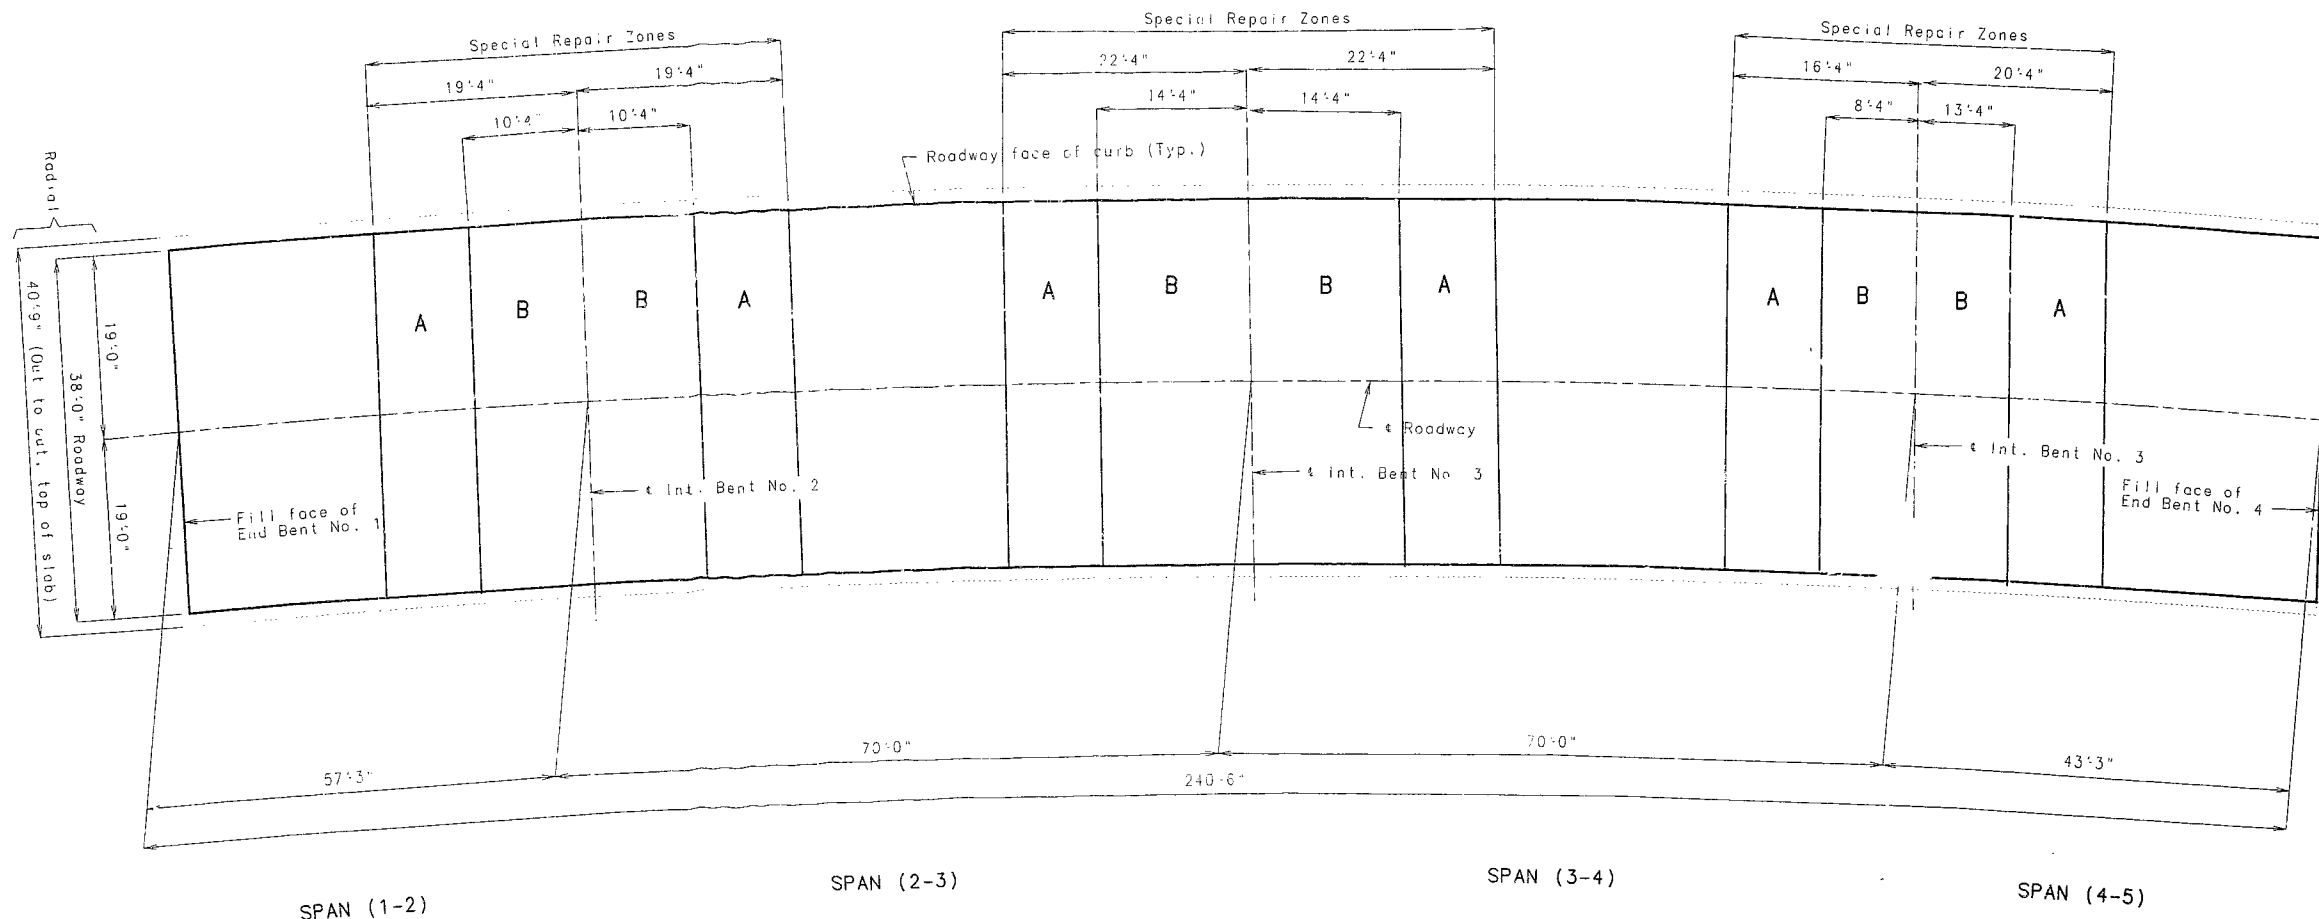 Special Repair Zones
Special Repair Zones
Special Repair Zones
19'-4"
19'-4"
22'-4"
22'-4"
16'-4"
20'-4"
10'-4"
10'-4"
14'-4"
14'-4"
8'-4"
13'-4"
Roadway face of curb (Typ.)
Radial
A
B
B
A
A
B
B
A
A
B
B
A
40'-9" (Out to out, top of slab)
38'-0" Roadway
19'-0"
19'-0"
℄ Roadway
℄ Int. Bent No. 2
℄ Int. Bent No. 3
℄ Int. Bent No. 3
Fill face of
End Bent No. 1
Fill face of
End Bent No. 4
57'-3"
70'-0"
70'-0"
43'-3"
240'-6"
SPAN (1-2)
SPAN (2-3)
SPAN (3-4)
SPAN (4-5)